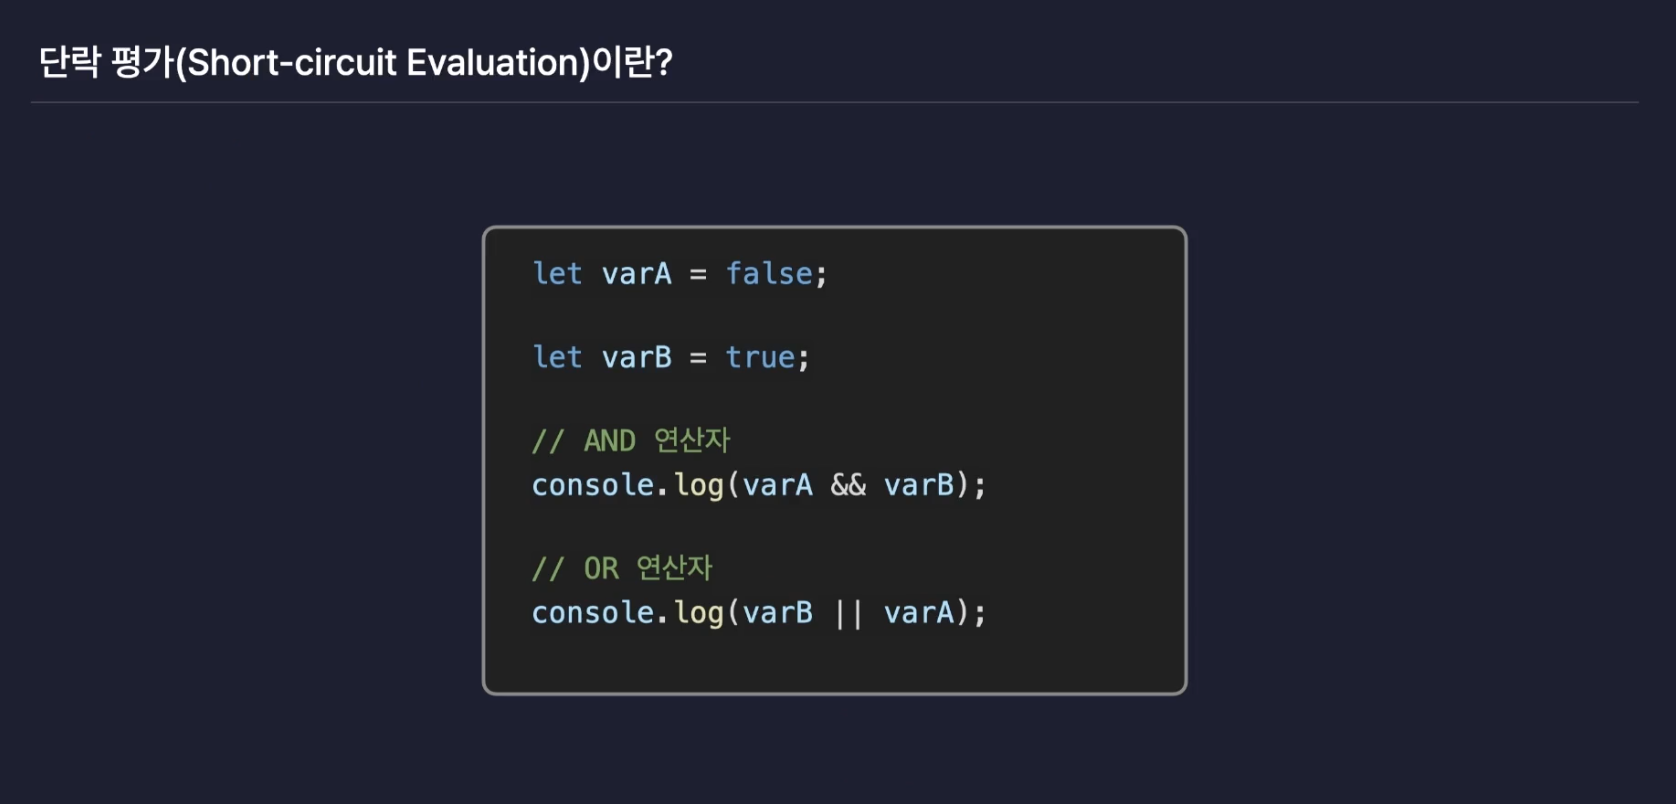 단락 평가(Short-circuit Evaluation)이란?
let varA = false;
let varB = true;
// AND 연산자
console.log(varA && varB);
// OR 연산자
console.log(varB || varA);